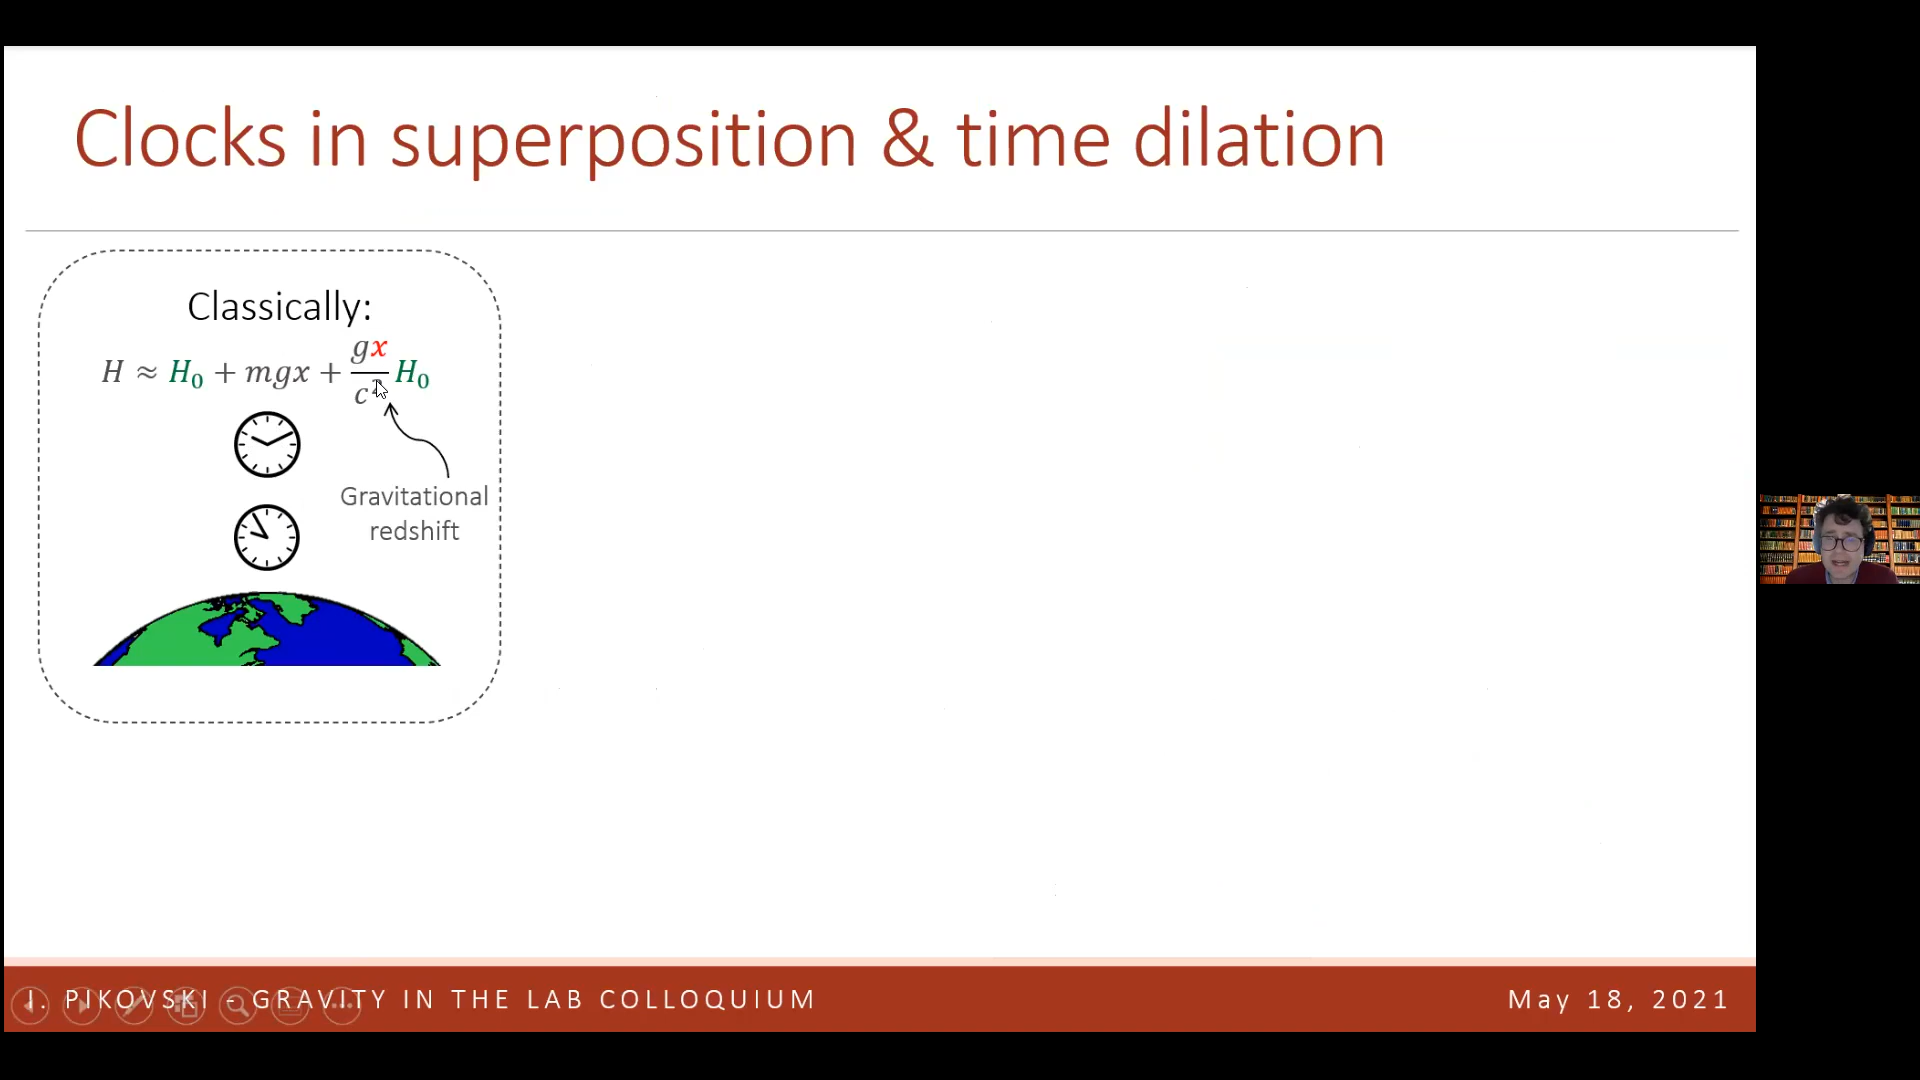 Clocks in superposition & time dilation
Classically:
H ≈ H₀ + mgx + gx/c² H₀
Gravitational
redshift
I. PIKOVSKI - GRAVITY IN THE LAB COLLOQUIUM
May 18, 2021